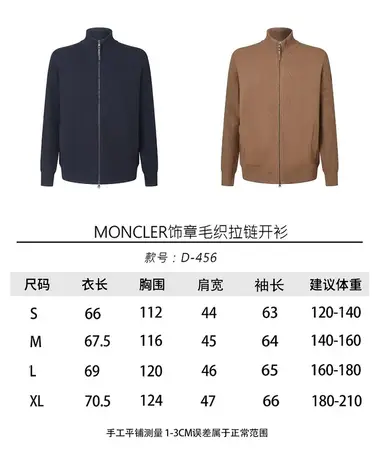 MONCLER饰章毛织拉链开衫
款号：D-456
尺码 衣长 胸围 肩宽 袖长 建议体重
S 66 112 44 63 120-140
M 67.5 116 45 64 140-160
L 69 120 46 65 160-180
XL 70.5 124 47 66 180-210
手工平铺测量 1-3CM误差属于正常范围